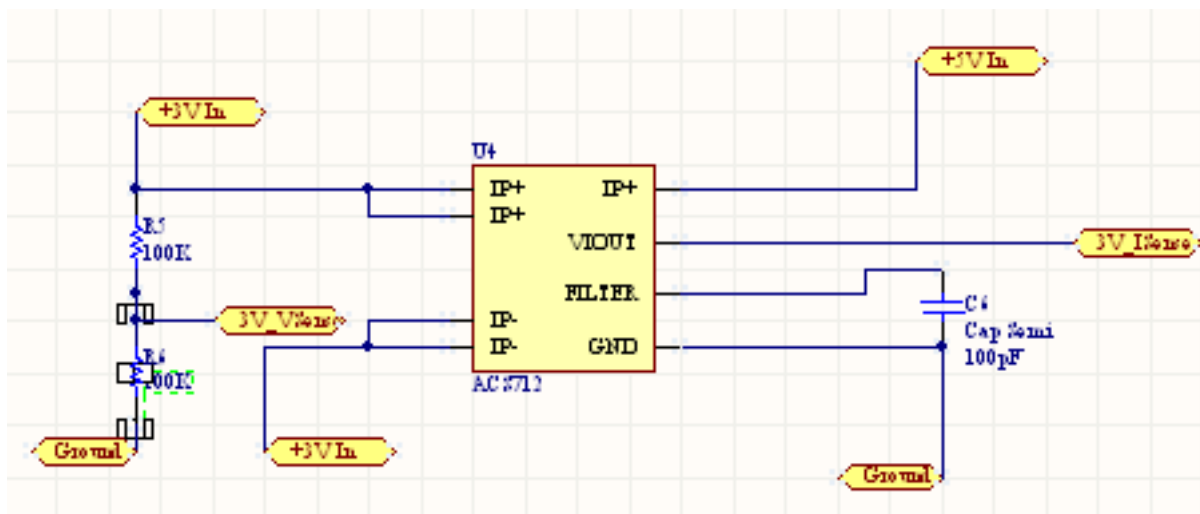 +5V In
+3V In
U4
IP+
IP+
IP+
R5
100K
VIOUT
3V_ISense
FILTER
3V_VSense
IP-
IP-
GND
C6
Cap Semi
100pF
R6
100K
ACS712
Ground
+3V In
Ground